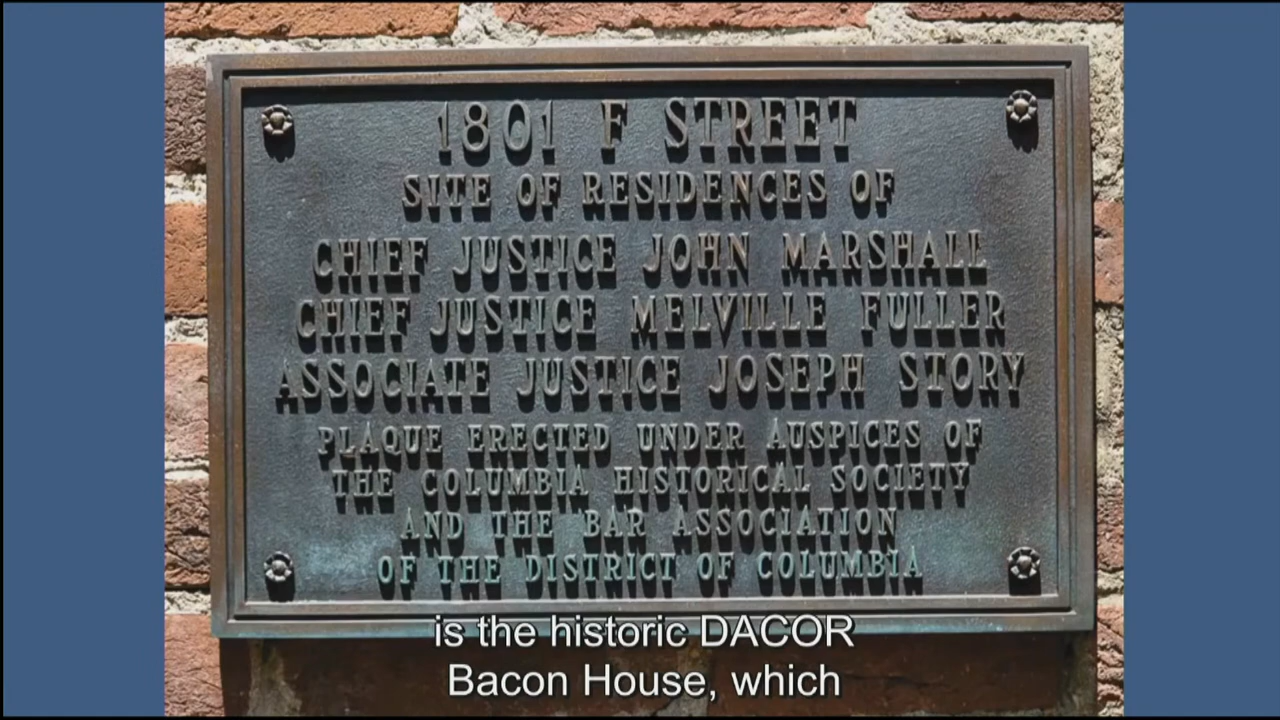 1801 F STREET
SITE OF RESIDENCES OF
CHIEF JUSTICE JOHN MARSHALL
CHIEF JUSTICE MELVILLE FULLER
ASSOCIATE JUSTICE JOSEPH STORY
PLAQUE ERECTED UNDER AUSPICES OF
THE COLUMBIA HISTORICAL SOCIETY
AND THE BAR ASSOCIATION
OF THE DISTRICT OF COLUMBIA
is the historic DACOR
Bacon House, which